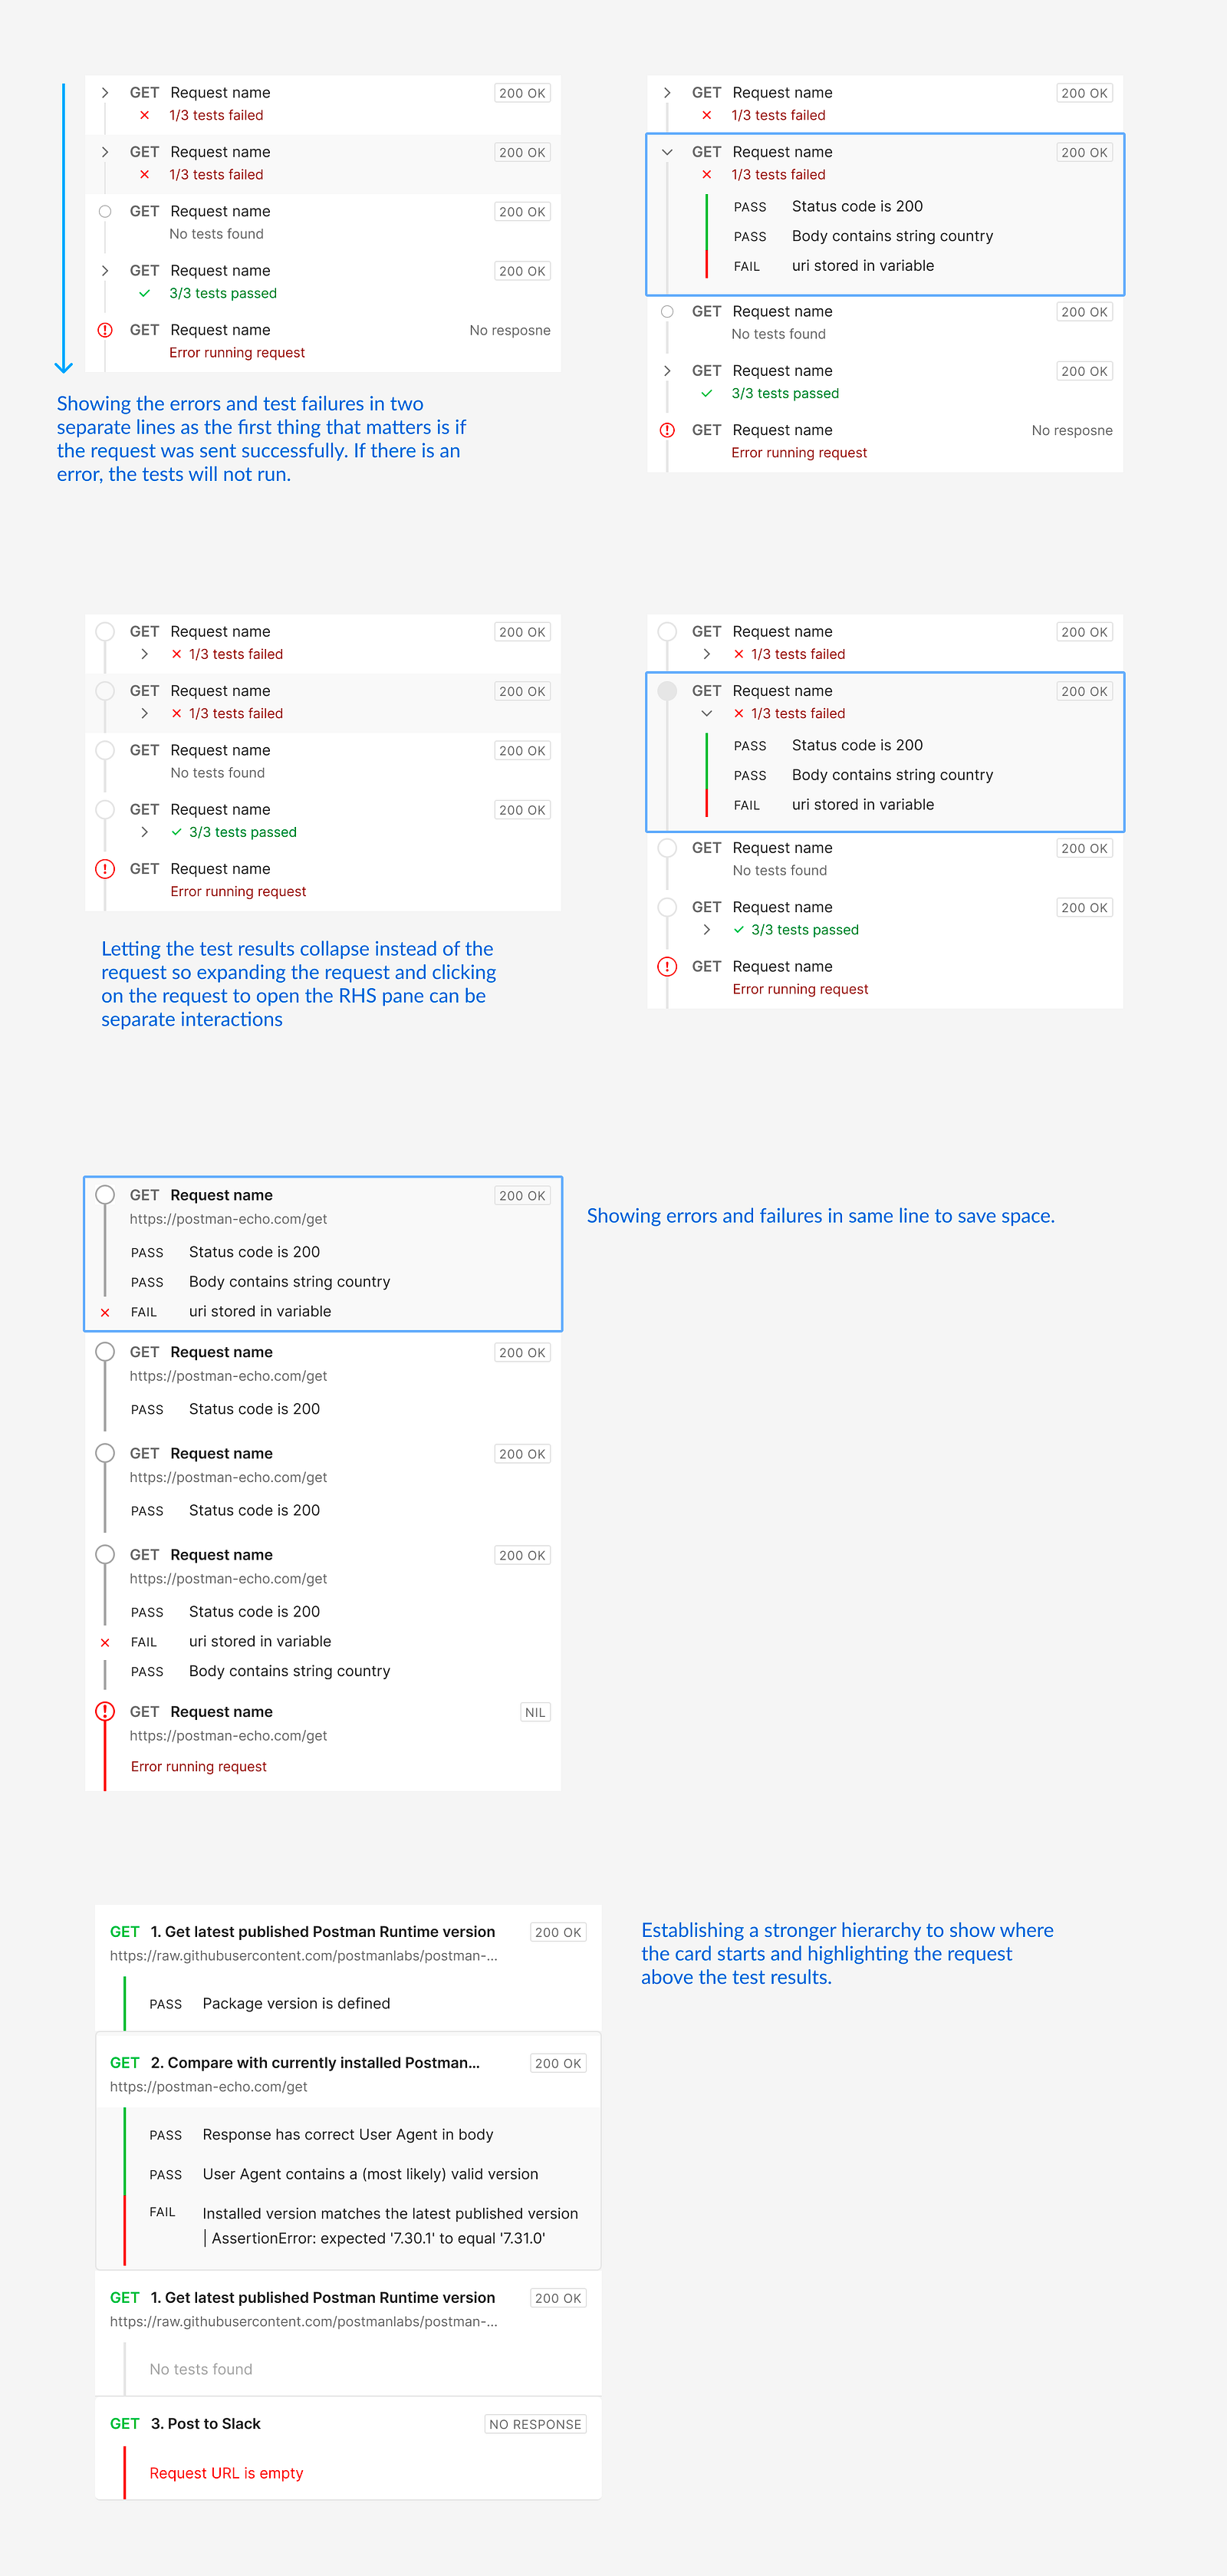 GET Request name 200 OK
1/3 tests failed
GET Request name 200 OK
1/3 tests failed
GET Request name 200 OK
No tests found
GET Request name 200 OK
3/3 tests passed
GET Request name No resposne
Error running request
Showing the errors and test failures in two
separate lines as the first thing that matters is if
the request was sent successfully. If there is an
error, the tests will not run.
GET Request name 200 OK
1/3 tests failed
GET Request name 200 OK
1/3 tests failed
PASS Status code is 200
PASS Body contains string country
FAIL uri stored in variable
GET Request name 200 OK
No tests found
GET Request name 200 OK
3/3 tests passed
GET Request name No resposne
Error running request
GET Request name 200 OK
1/3 tests failed
GET Request name 200 OK
1/3 tests failed
GET Request name 200 OK
No tests found
GET Request name 200 OK
3/3 tests passed
GET Request name
Error running request
Letting the test results collapse instead of the
request so expanding the request and clicking
on the request to open the RHS pane can be
separate interactions
GET Request name 200 OK
1/3 tests failed
GET Request name 200 OK
1/3 tests failed
PASS Status code is 200
PASS Body contains string country
FAIL uri stored in variable
GET Request name 200 OK
No tests found
GET Request name 200 OK
3/3 tests passed
GET Request name
Error running request
GET Request name 200 OK
https://postman-echo.com/get
PASS Status code is 200
PASS Body contains string country
FAIL uri stored in variable
GET Request name 200 OK
https://postman-echo.com/get
PASS Status code is 200
GET Request name 200 OK
https://postman-echo.com/get
PASS Status code is 200
GET Request name 200 OK
https://postman-echo.com/get
PASS Status code is 200
FAIL uri stored in variable
PASS Body contains string country
GET Request name NIL
https://postman-echo.com/get
Error running request
Showing errors and failures in same line to save space.
GET 1. Get latest published Postman Runtime version 200 OK
https://raw.githubusercontent.com/postmanlabs/postman-...
PASS Package version is defined
GET 2. Compare with currently installed Postman... 200 OK
https://postman-echo.com/get
PASS Response has correct User Agent in body
PASS User Agent contains a (most likely) valid version
FAIL Installed version matches the latest published version
| AssertionError: expected '7.30.1' to equal '7.31.0'
GET 1. Get latest published Postman Runtime version 200 OK
https://raw.githubusercontent.com/postmanlabs/postman-...
No tests found
GET 3. Post to Slack NO RESPONSE
Request URL is empty
Establishing a stronger hierarchy to show where
the card starts and highlighting the request
above the test results.